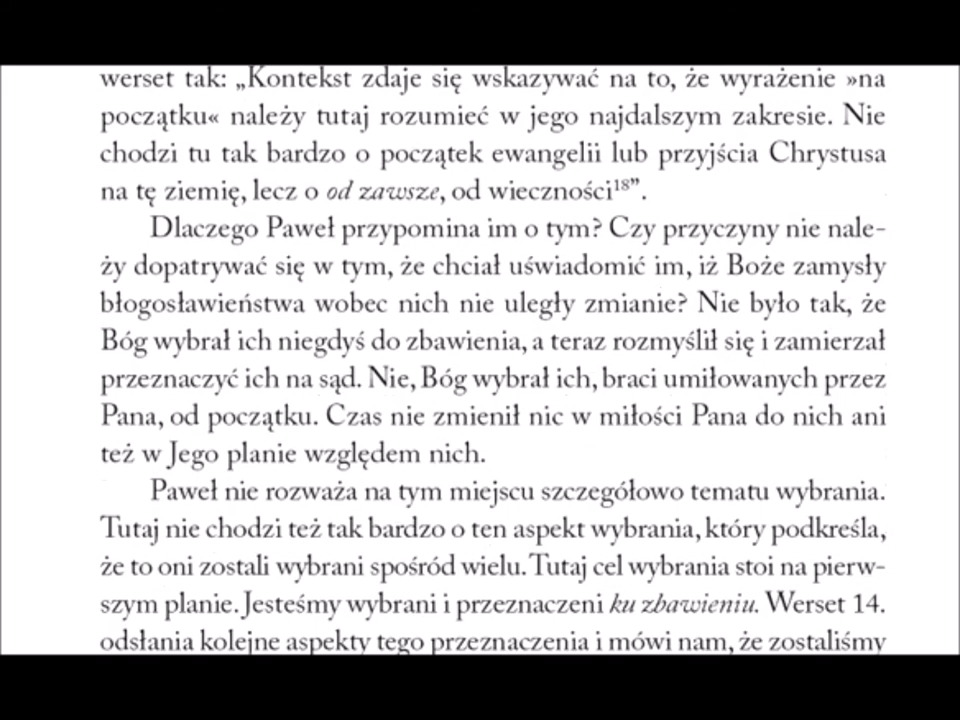 werset tak: „Kontekst zdaje się wskazywać na to, że wyrażenie »na
początku« należy tutaj rozumieć w jego najdalszym zakresie. Nie
chodzi tu tak bardzo o początek ewangelii lub przyjścia Chrystusa
na tę ziemię, lecz o od zawsze, od wieczności¹⁸”.
Dlaczego Paweł przypomina im o tym? Czy przyczyny nie nale-
ży dopatrywać się w tym, że chciał uświadomić im, iż Boże zamysły
błogosławieństwa wobec nich nie uległy zmianie? Nie było tak, że
Bóg wybrał ich niegdyś do zbawienia, a teraz rozmyślił się i zamierzał
przeznaczyć ich na sąd. Nie, Bóg wybrał ich, braci umiłowanych przez
Pana, od początku. Czas nie zmienił nic w miłości Pana do nich ani
też w Jego planie względem nich.
Paweł nie rozważa na tym miejscu szczegółowo tematu wybrania.
Tutaj nie chodzi też tak bardzo o ten aspekt wybrania, który podkreśla,
że to oni zostali wybrani spośród wielu. Tutaj cel wybrania stoi na pierw-
szym planie. Jesteśmy wybrani i przeznaczeni ku zbawieniu. Werset 14.
odsłania kolejne aspekty tego przeznaczenia i mówi nam, że zostaliśmy